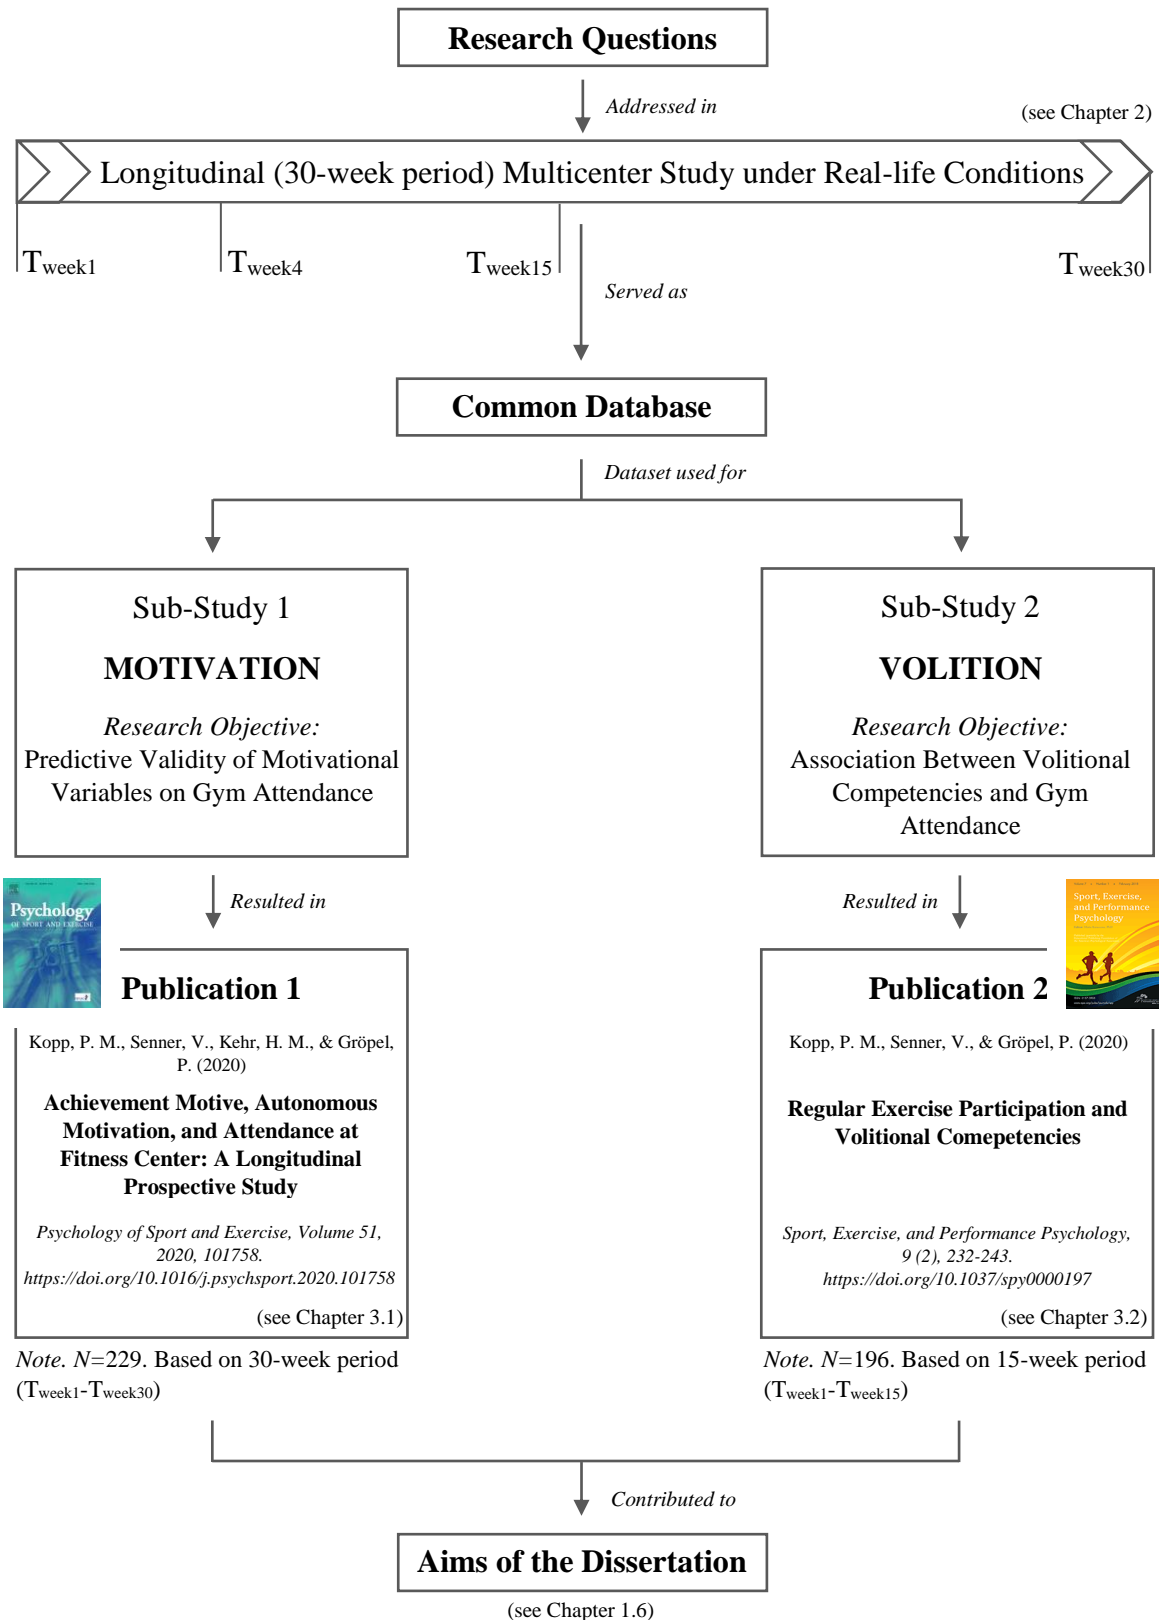 Research Questions
Addressed in
(see Chapter 2)
Longitudinal (30-week period) Multicenter Study under Real-life Conditions
Tweek1
Tweek4
Tweek15
Tweek30
Served as
Common Database
Dataset used for
Sub-Study 1
MOTIVATION
Research Objective:
Predictive Validity of Motivational
Variables on Gym Attendance
Sub-Study 2
VOLITION
Research Objective:
Association Between Volitional
Competencies and Gym
Attendance
Psychology
OF SPORT AND EXERCISE
Resulted in
Resulted in
Sport, Exercise,
and Performance
Psychology
Publication 1
Kopp, P. M., Senner, V., Kehr, H. M., & Gröpel,
P. (2020)
Achievement Motive, Autonomous
Motivation, and Attendance at
Fitness Center: A Longitudinal
Prospective Study
Psychology of Sport and Exercise, Volume 51,
2020, 101758.
https://doi.org/10.1016/j.psychsport.2020.101758
(see Chapter 3.1)
Note. N=229. Based on 30-week period
(Tweek1-Tweek30)
Publication 2
Kopp, P. M., Senner, V., & Gröpel, P. (2020)
Regular Exercise Participation and
Volitional Comepetencies
Sport, Exercise, and Performance Psychology,
9 (2), 232-243.
https://doi.org/10.1037/spy0000197
(see Chapter 3.2)
Note. N=196. Based on 15-week period
(Tweek1-Tweek15)
Contributed to
Aims of the Dissertation
(see Chapter 1.6)